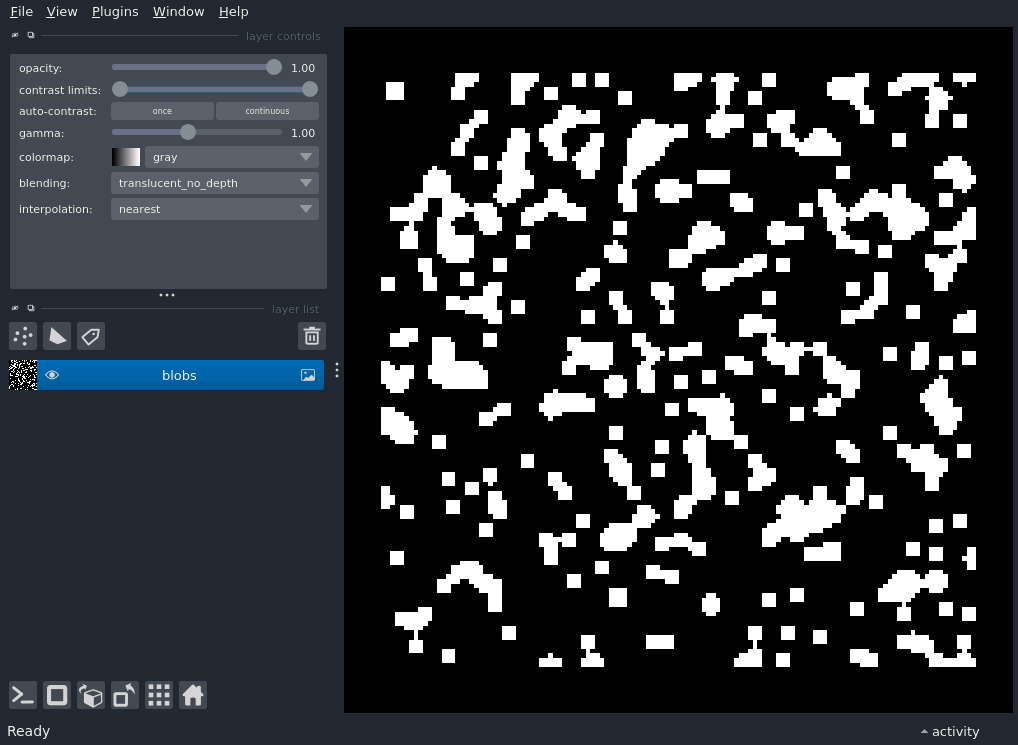 File View Plugins Window Help
layer controls
opacity: 1.00
contrast limits:
auto-contrast: once continuous
gamma: 1.00
colormap: gray
blending: translucent_no_depth
interpolation: nearest
layer list
blobs
Ready activity